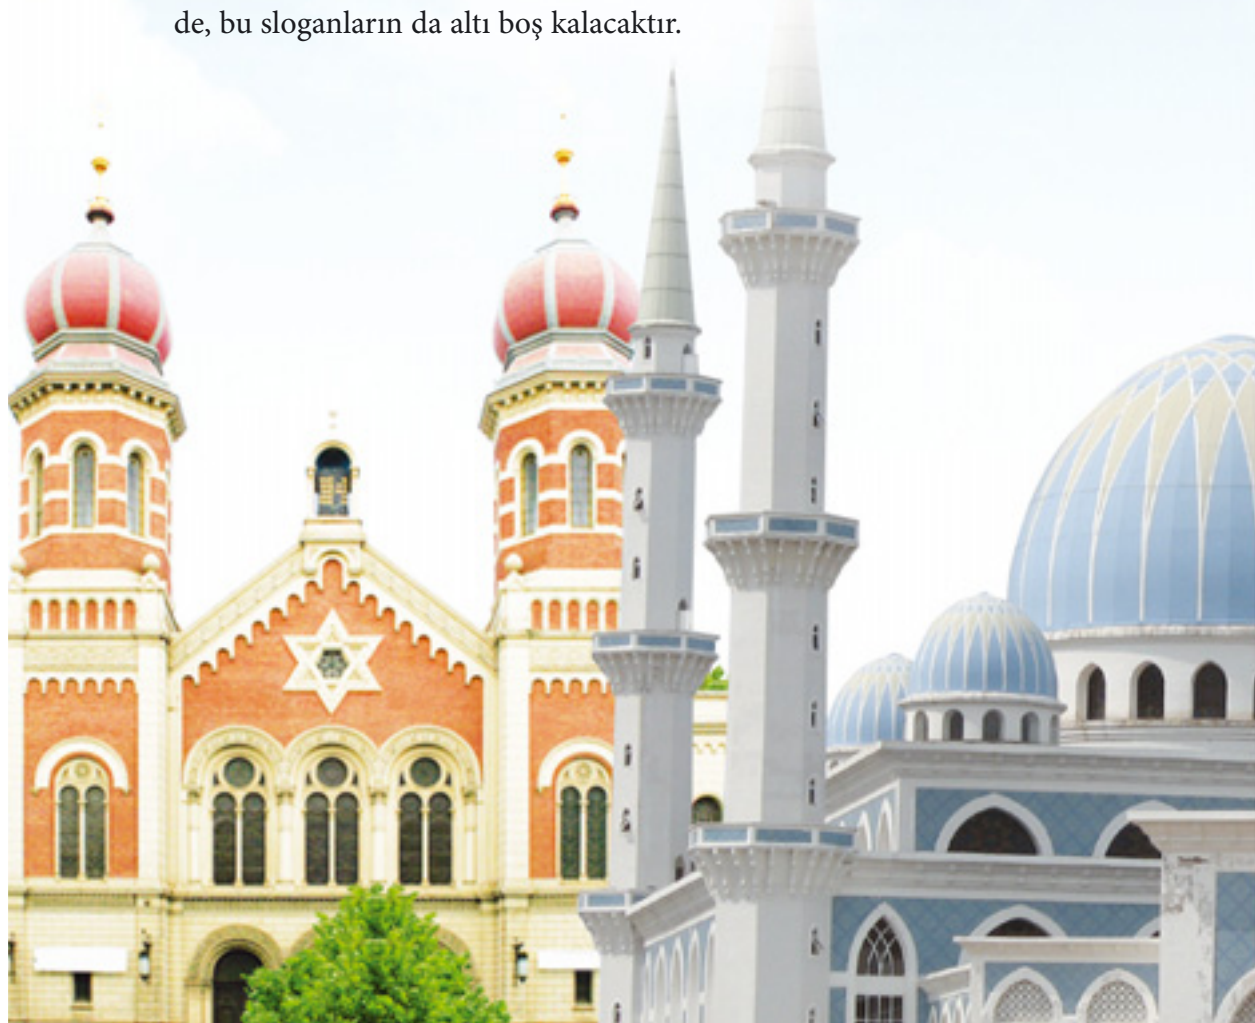 de, bu sloganların da altı boş kalacaktır.